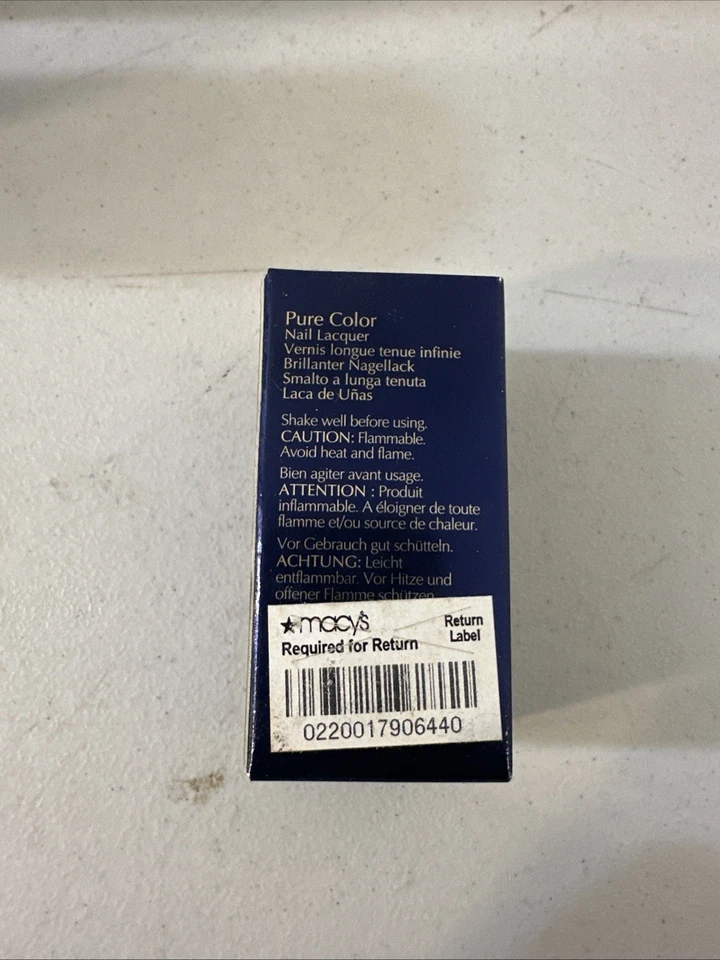 Pure Color
Nail Lacquer
Vernis longue tenue infinie
Brillanter Nagellack
Smalto a lunga tenuta
Laca de Uñas
Shake well before using.
CAUTION: Flammable.
Avoid heat and flame.
Bien agiter avant usage.
ATTENTION : Produit
inflammable. A éloigner de toute
flamme et/ou source de chaleur.
Vor Gebrauch gut schütteln.
ACHTUNG: Leicht
entflammbar. Vor Hitze und
offener Flamme schützen.
★macy's
Return
Label
Required for Return
0220017906440